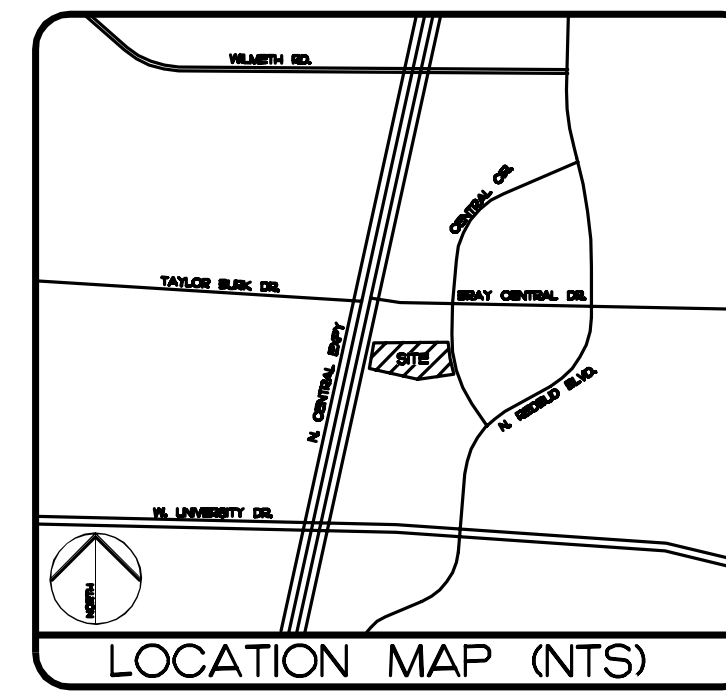 WILMETH RD.
CENTRAL CIR.
TAYLOR BURK DR.
BRAY CENTRAL DR.
N. CENTRAL EXPY
SITE
N. REDBUD BLVD.
W. UNIVERSITY DR.
NORTH
LOCATION MAP (NTS)